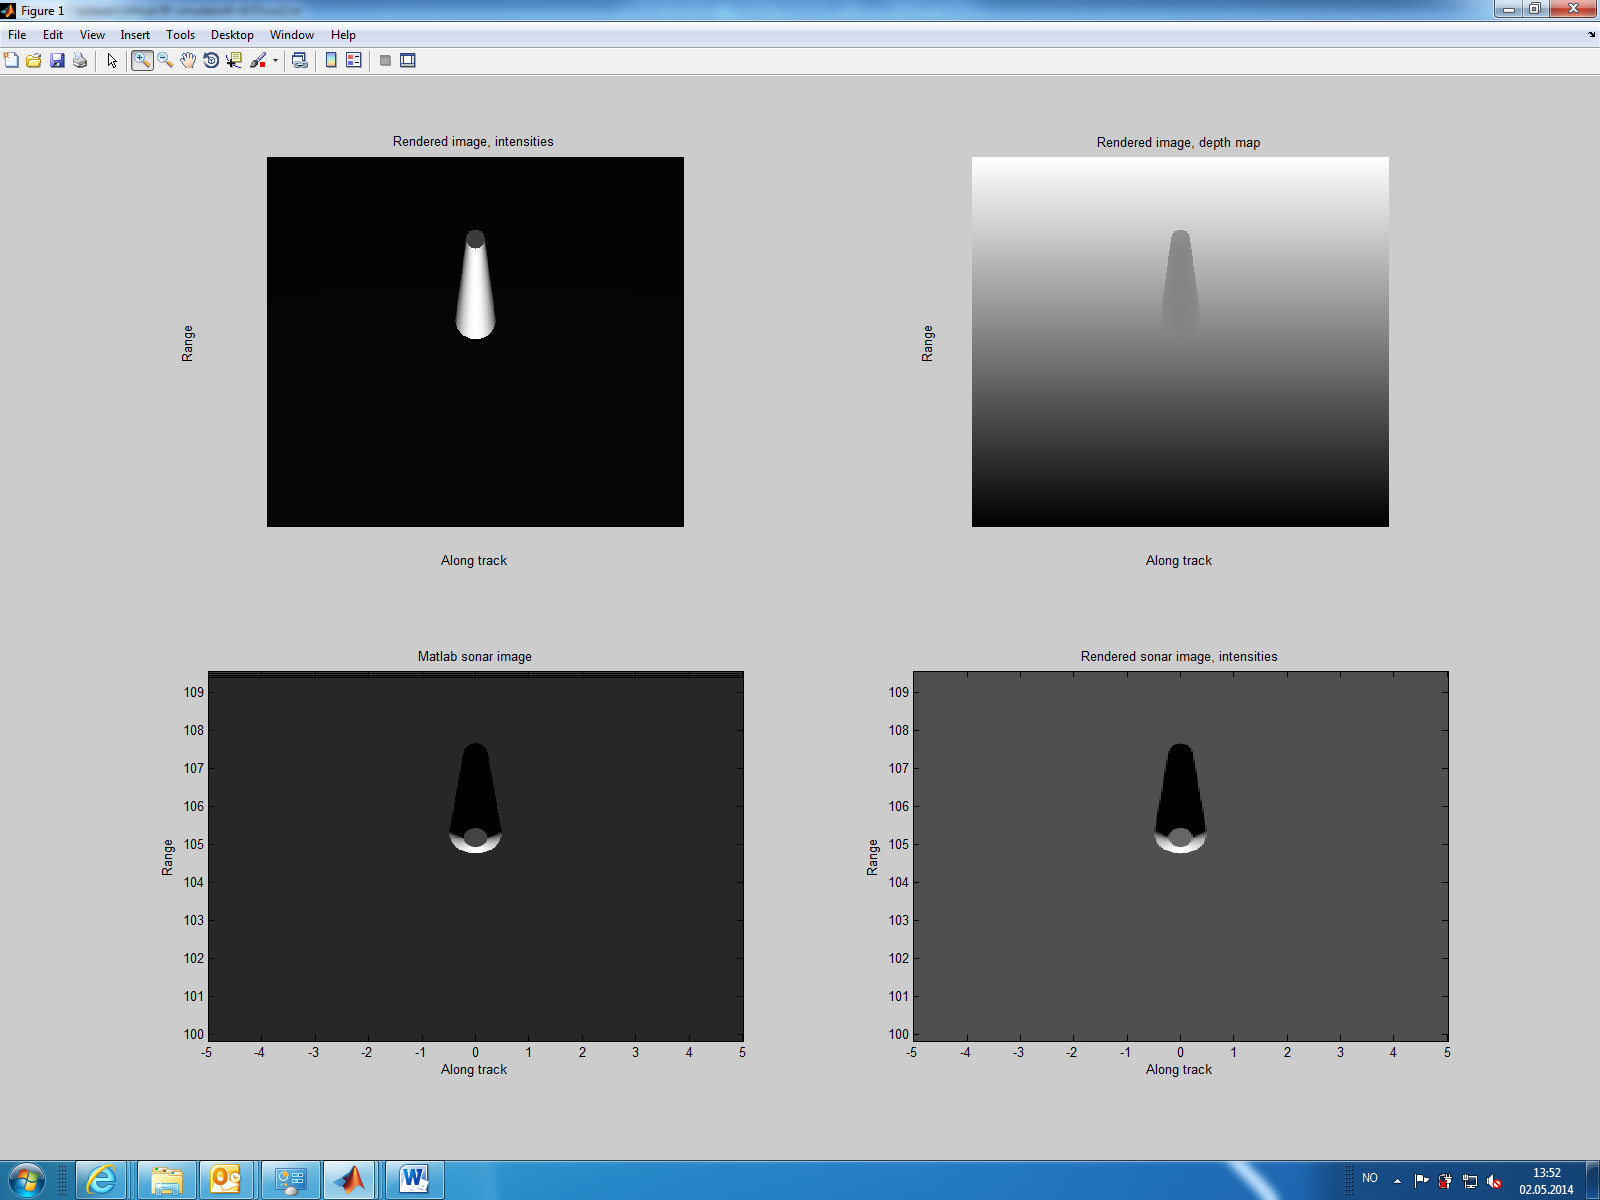 Figure 1
File Edit View Insert Tools Desktop Window Help
Rendered image, intensities
Range
Along track
Rendered image, depth map
Range
Along track
Matlab sonar image
109
108
107
106
105
104
103
102
101
100
Range
-5 -4 -3 -2 -1 0 1 2 3 4 5
Along track
Rendered sonar image, intensities
109
108
107
106
105
104
103
102
101
100
Range
-5 -4 -3 -2 -1 0 1 2 3 4 5
Along track
NO
13:52
02.05.2014